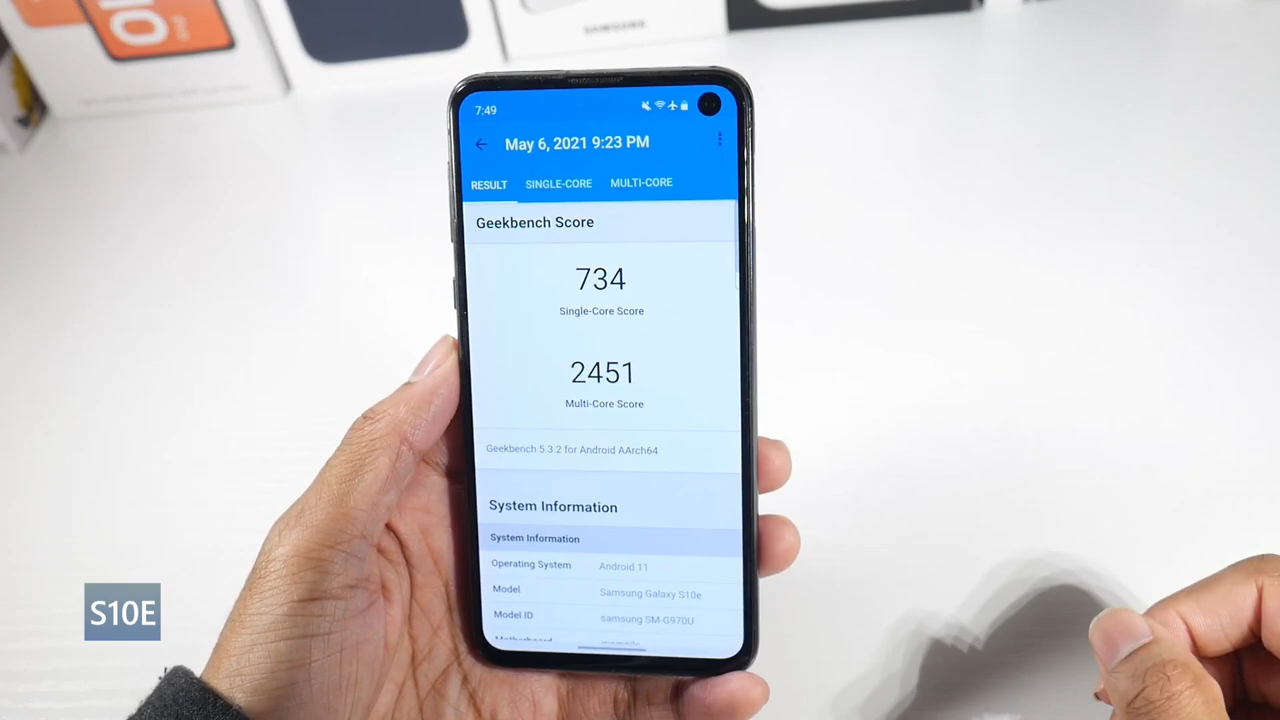 SAMSUNG
7:49
May 6, 2021 9:23 PM
RESULT SINGLE-CORE MULTI-CORE
Geekbench Score
734
Single-Core Score
2451
Multi-Core Score
Geekbench 5.3.2 for Android AArch64
System Information
System Information
Operating System Android 11
Model Samsung Galaxy S10e
Model ID samsung SM-G970U
S10E